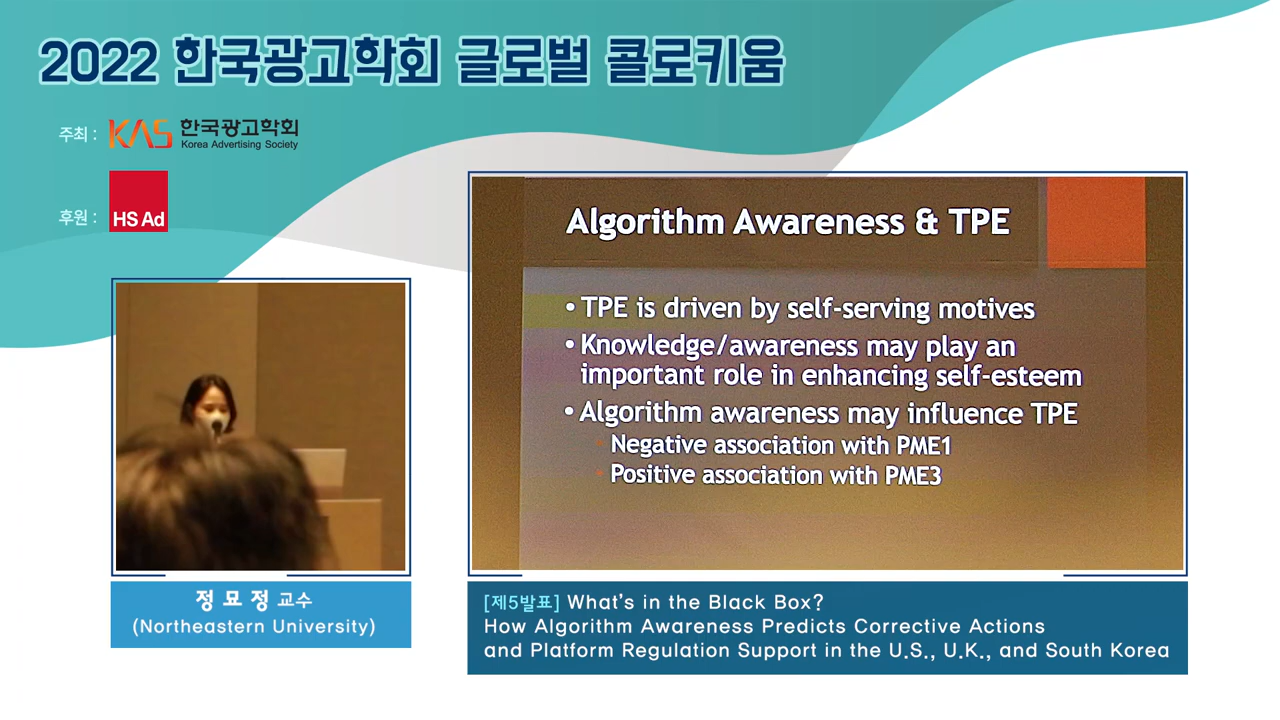 2022 한국광고학회 글로벌 콜로키움
주최 : KAS 한국광고학회
Korea Advertising Society
후원 : HS Ad
Algorithm Awareness & TPE
• TPE is driven by self-serving motives
• Knowledge/awareness may play an
important role in enhancing self-esteem
• Algorithm awareness may influence TPE
Negative association with PME1
Positive association with PME3
정 묘 정 교수
(Northeastern University)
[제5발표] What's in the Black Box?
How Algorithm Awareness Predicts Corrective Actions
and Platform Regulation Support in the U.S., U.K., and South Korea